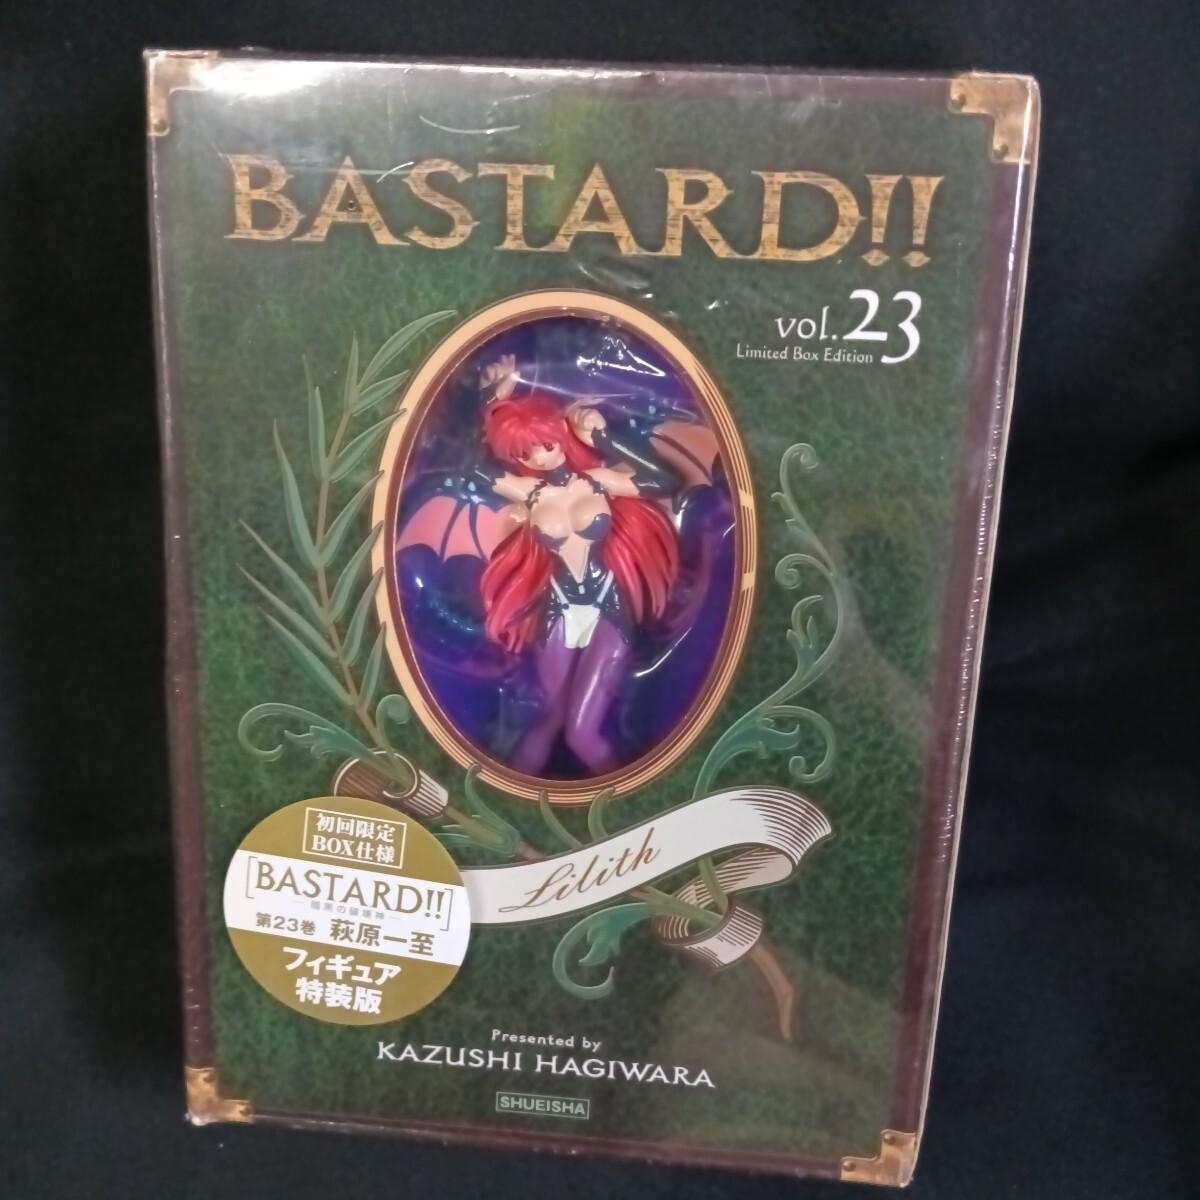 BASTARD!!
vol.23
Limited Box Edition
Lilith
初回限定
BOX仕様
BASTARD!!
暗黒の破壊神
第23巻 萩原一至
フィギュア
特装版
Presented by
KAZUSHI HAGIWARA
SHUEISHA